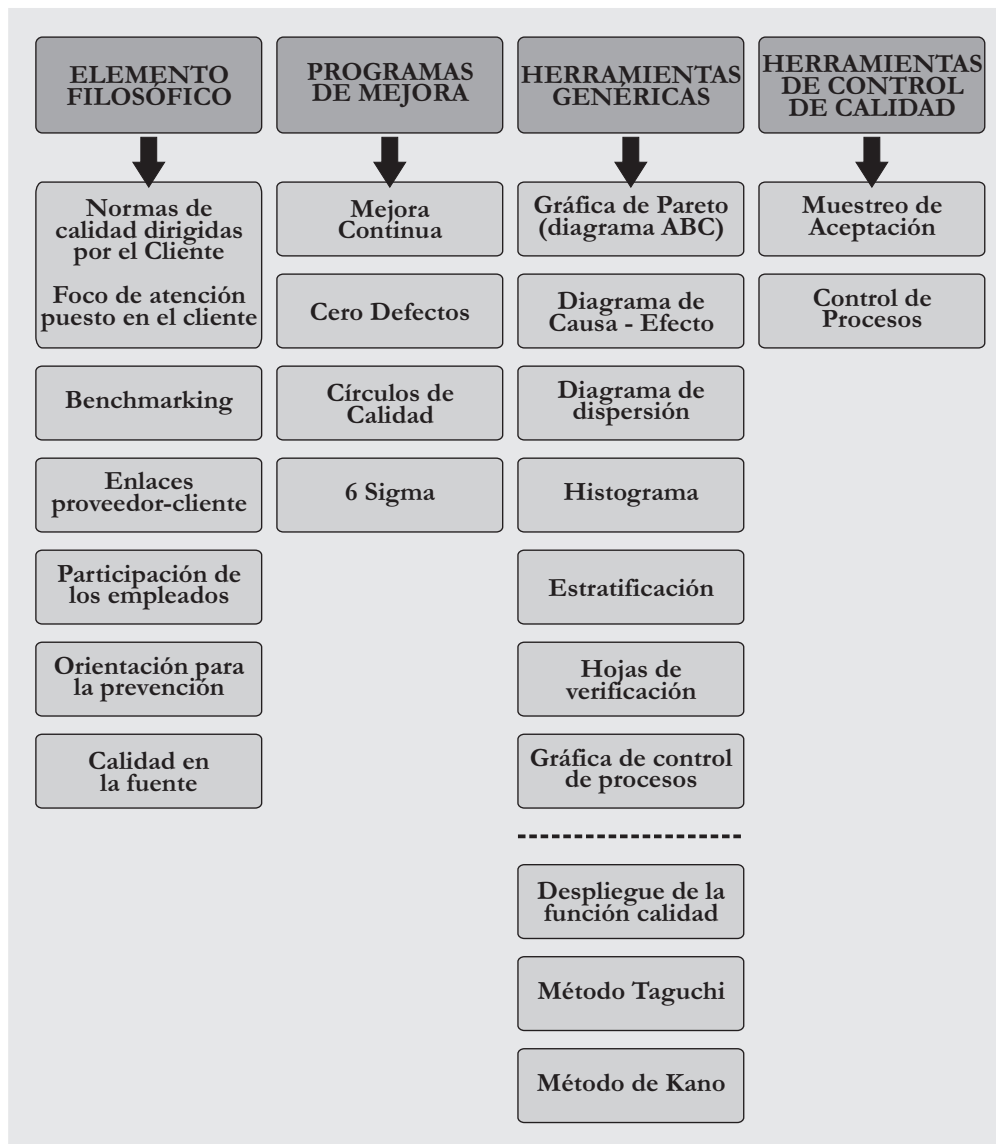 ELEMENTO
FILOSÓFICO
Normas de
calidad dirigidas
por el Cliente
Foco de atención
puesto en el cliente
Benchmarking
Enlaces
proveedor-cliente
Participación de
los empleados
Orientación para
la prevención
Calidad en
la fuente
PROGRAMAS
DE MEJORA
Mejora
Continua
Cero Defectos
Círculos de
Calidad
6 Sigma
HERRAMIENTAS
GENÉRICAS
Gráfica de Pareto
(diagrama ABC)
Diagrama de
Causa - Efecto
Diagrama de
dispersión
Histograma
Estratificación
Hojas de
verificación
Gráfica de control
de procesos
Despliegue de la
función calidad
Método Taguchi
Método de Kano
HERRAMIENTAS
DE CONTROL
DE CALIDAD
Muestreo de
Aceptación
Control de
Procesos